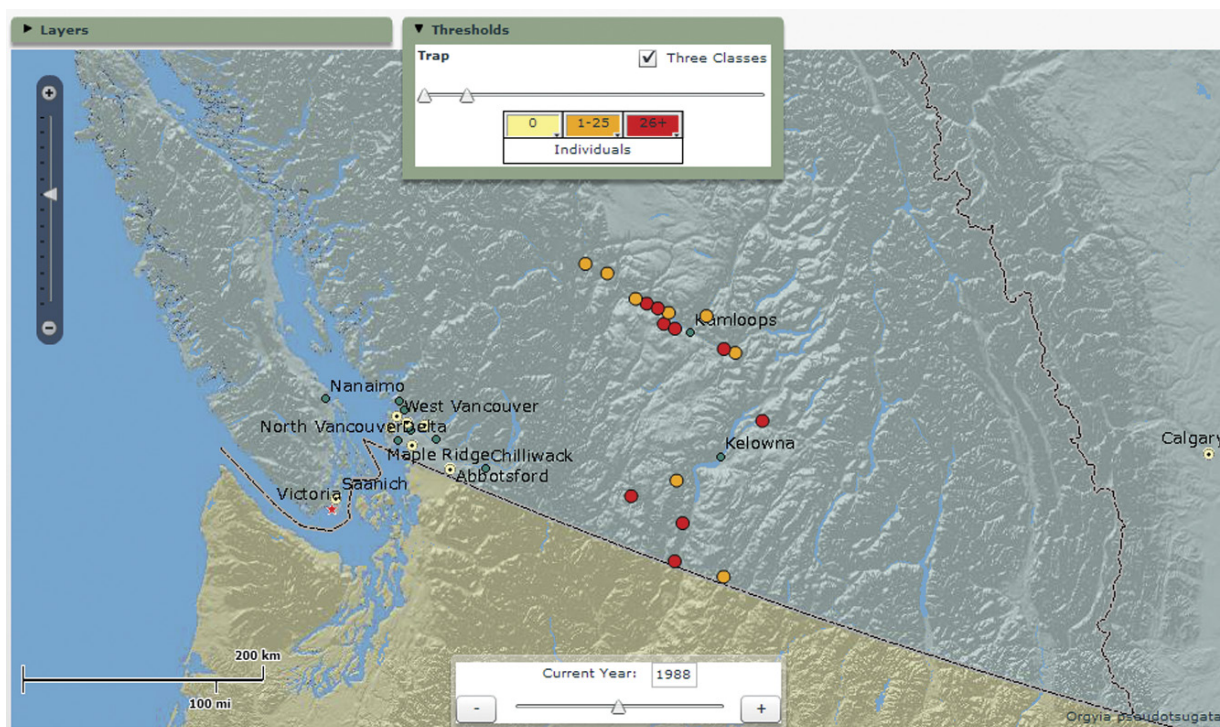 Layers
Thresholds
Trap
Three Classes
0
1-25
26+
Individuals
Kamloops
Nanaimo
West Vancouver
North Vancouver
Delta
Kelowna
Calgary
Maple Ridge
Chilliwack
Abbotsford
Saanich
Victoria
200 km
100 mi
Current Year:
1988
-
+
Orgyia pseudotsugata